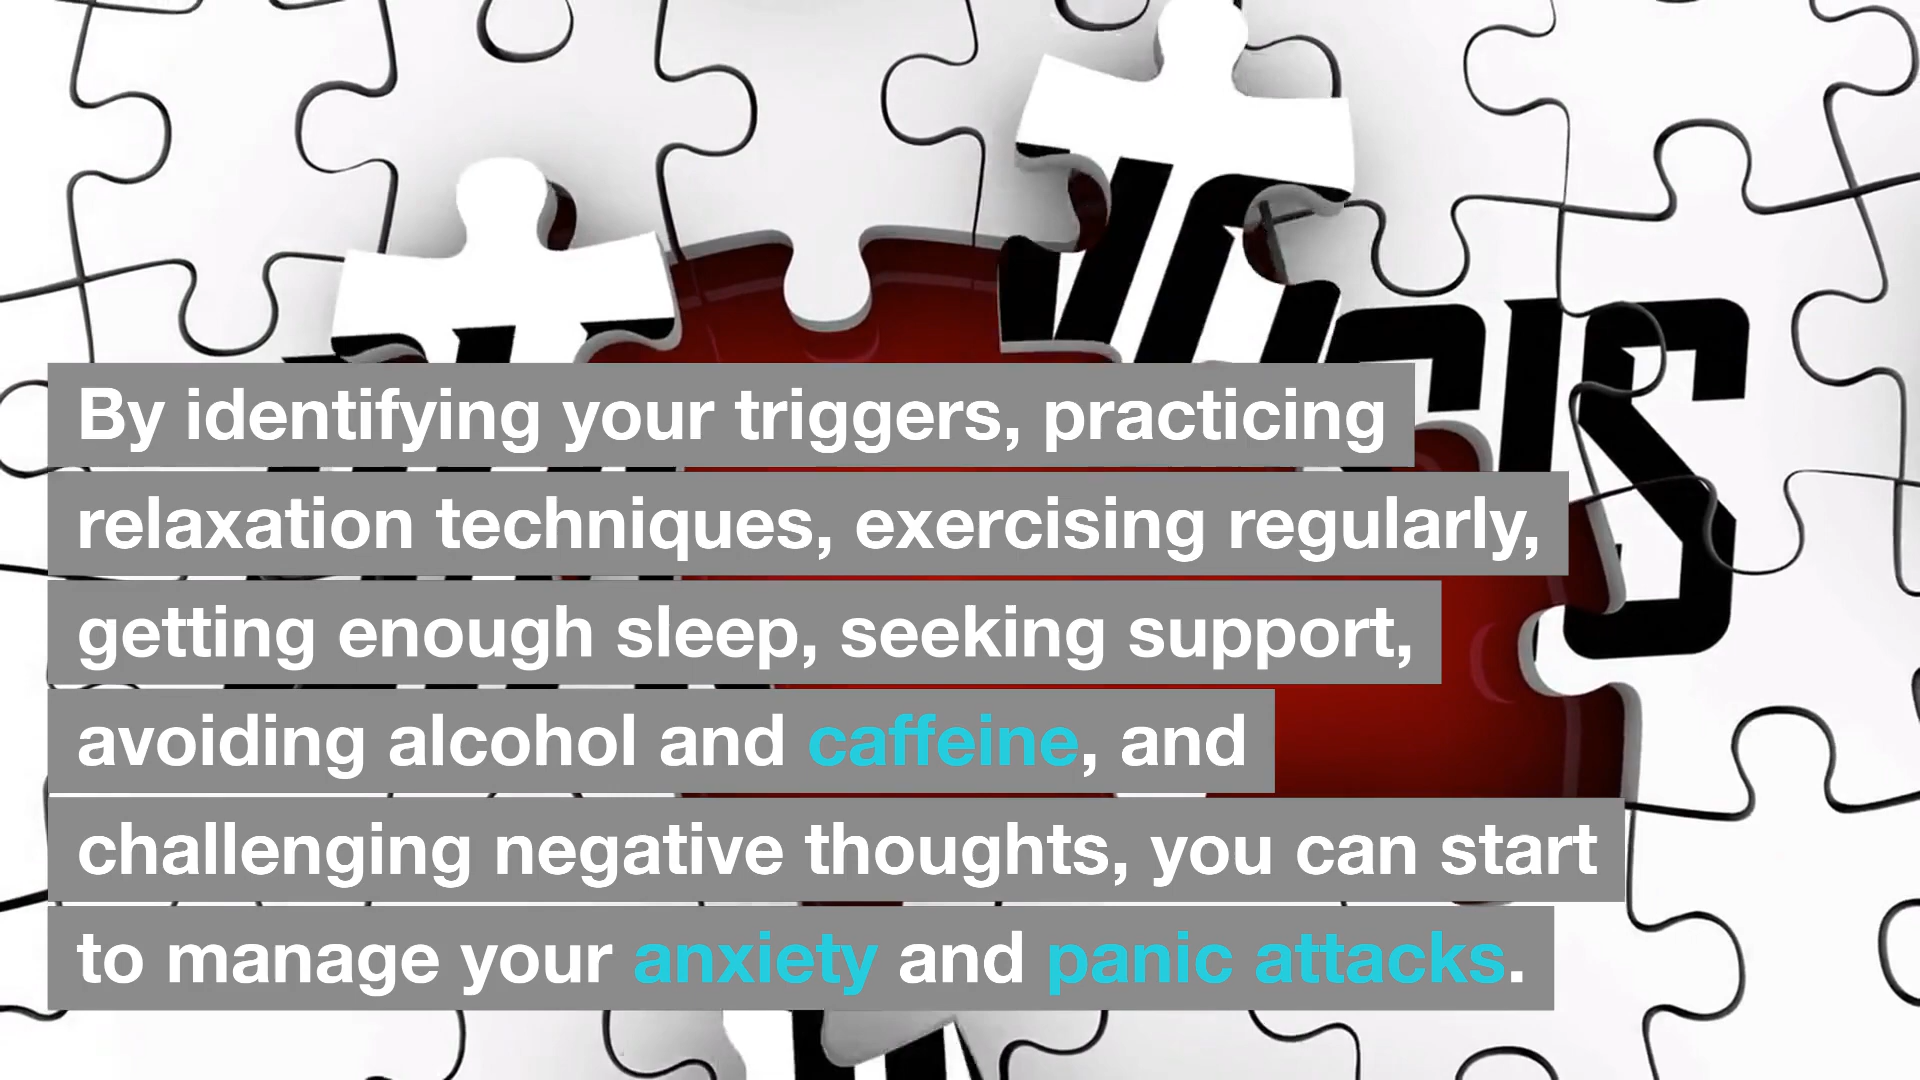 By identifying your triggers, practicing
relaxation techniques, exercising regularly,
getting enough sleep, seeking support,
avoiding alcohol and caffeine, and
challenging negative thoughts, you can start
to manage your anxiety and panic attacks.